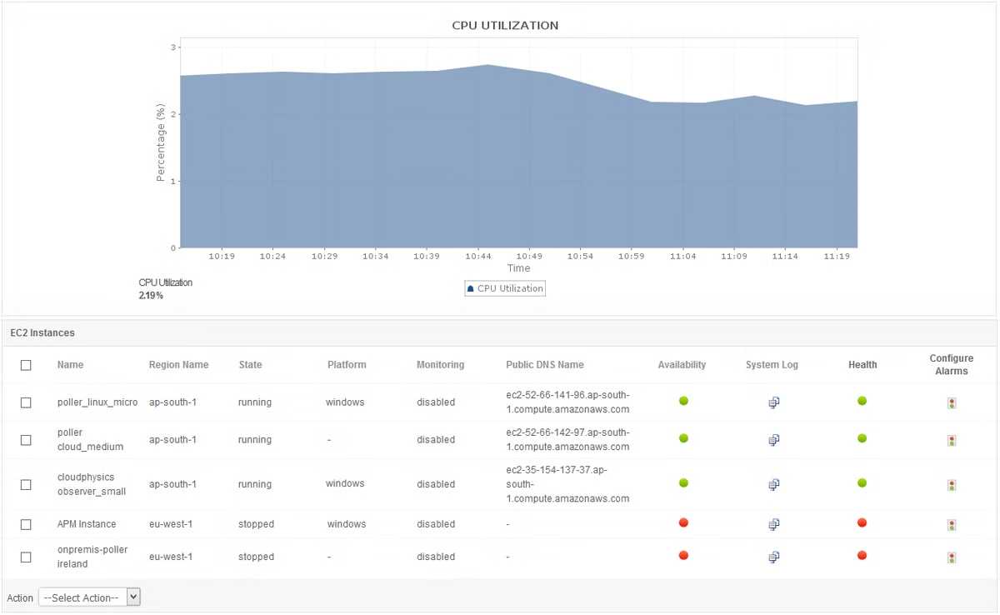 CPU UTILIZATION
3
2
1
0
Percentage (%)
10:19 10:24 10:29 10:34 10:39 10:44 10:49 10:54 10:59 11:04 11:09 11:14 11:19
Time
CPU Utilization
2.19%
CPU Utilization
EC2 Instances
Name Region Name State Platform Monitoring Public DNS Name Availability System Log Health Configure
Alarms
poller_linux_micro ap-south-1 running windows disabled ec2-52-66-141-96.ap-south-
1.compute.amazonaws.com
poller
cloud_medium ap-south-1 running - disabled ec2-52-66-142-97.ap-south-
1.compute.amazonaws.com
cloudphysics
observer_small ap-south-1 running windows disabled ec2-35-154-137-37.ap-
south-
1.compute.amazonaws.com
APM Instance eu-west-1 stopped windows disabled -
onpremis-poller
ireland eu-west-1 stopped - disabled -
Action --Select Action--